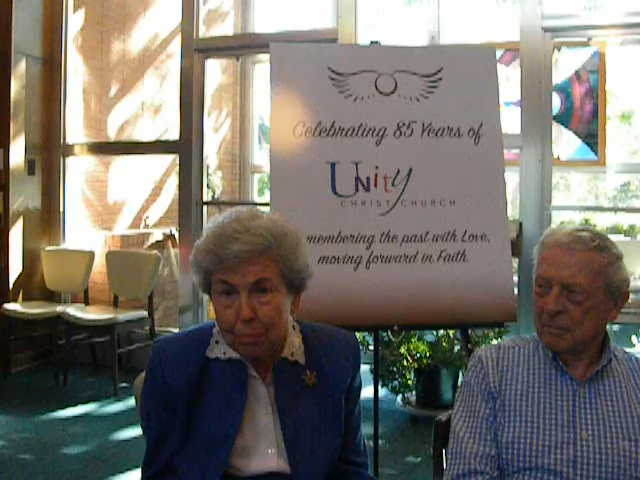 Celebrating 85 Years of
Unity
CHRIST CHURCH
membering the past with Love,
moving forward in Faith